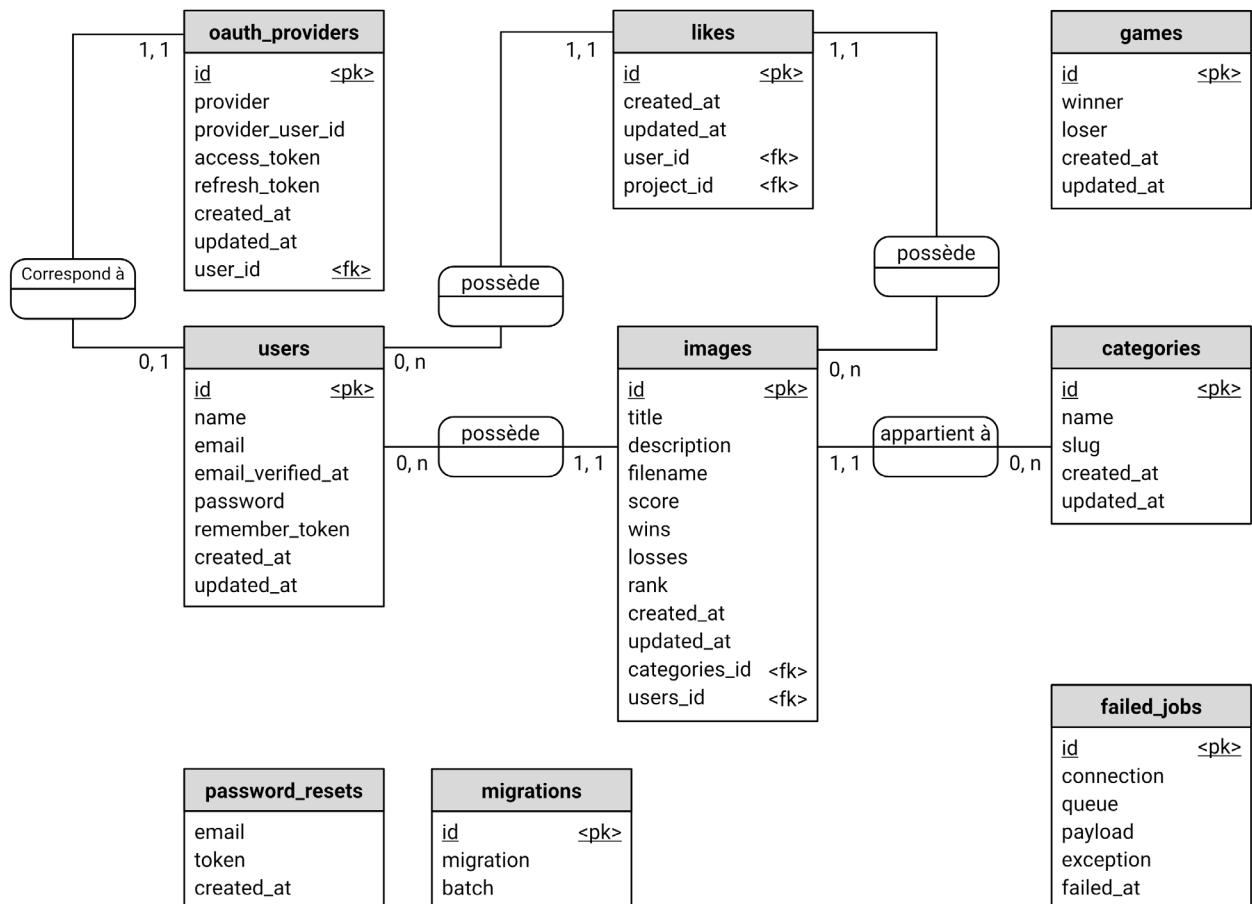 oauth_providers
id <pk>
provider
provider_user_id
access_token
refresh_token
created_at
updated_at
user_id <fk>
1, 1
Correspond à
0, 1
likes
id <pk>
created_at
updated_at
user_id <fk>
project_id <fk>
1, 1
1, 1
possède
possède
0, n
0, n
games
id <pk>
winner
loser
created_at
updated_at
users
id <pk>
name
email
email_verified_at
password
remember_token
created_at
updated_at
0, n
possède
1, 1
images
id <pk>
title
description
filename
score
wins
losses
rank
created_at
updated_at
categories_id <fk>
users_id <fk>
1, 1
appartient à
0, n
categories
id <pk>
name
slug
created_at
updated_at
password_resets
email
token
created_at
migrations
id <pk>
migration
batch
failed_jobs
id <pk>
connection
queue
payload
exception
failed_at